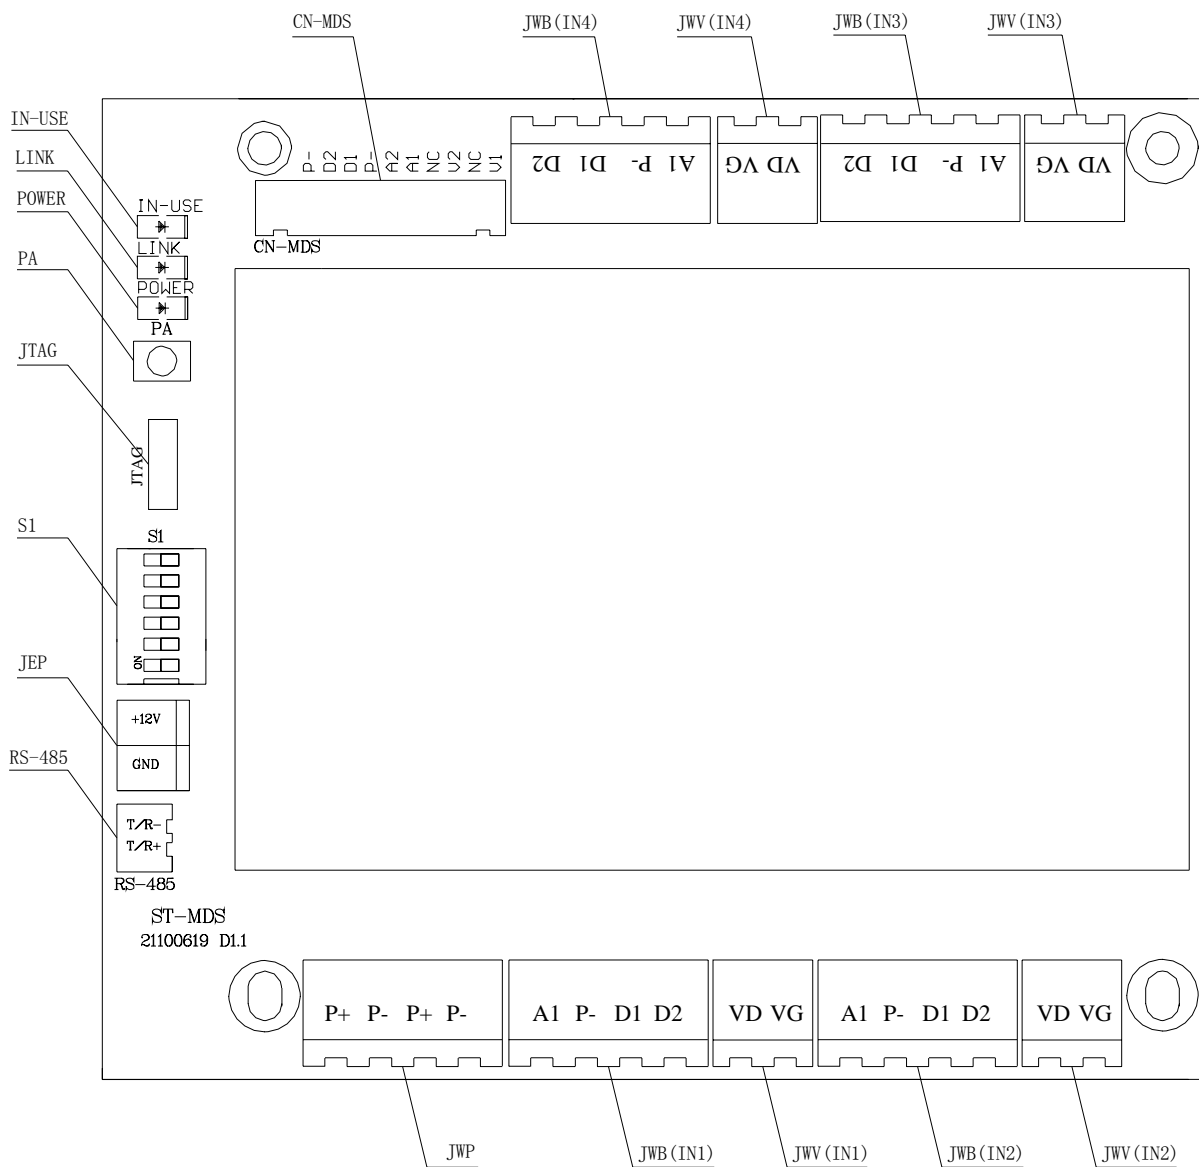 CN-MDS
JWB(IN4)
JWV(IN4)
JWB(IN3)
JWV(IN3)
IN-USE
LINK
POWER
PA
JTAG
S1
JEP
RS-485
P-
D2
D1
P-
A2
A1
NC
V2
NC
V1
CN-MDS
D2 D1 P- A1
VG VD
D2 D1 P- A1
VG VD
IN-USE
LINK
POWER
PA
JTAG
S1
ON
+12V
GND
T/R-
T/R+
RS-485
ST-MDS
21100619 D1.1
P+ P- P+ P-
A1 P- D1 D2
VD VG
A1 P- D1 D2
VD VG
JWP
JWB(IN1)
JWV(IN1)
JWB(IN2)
JWV(IN2)